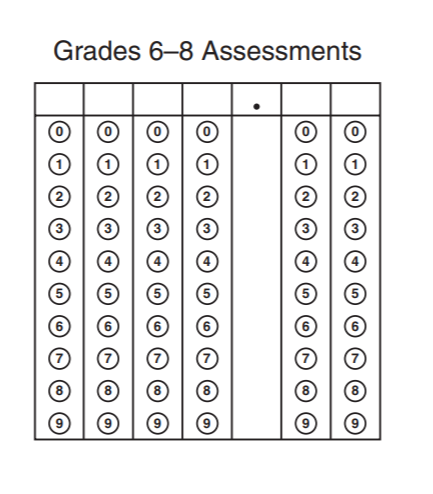 Grades 6–8 Assessments
.
0 0 0 0 0 0
1 1 1 1 1 1
2 2 2 2 2 2
3 3 3 3 3 3
4 4 4 4 4 4
5 5 5 5 5 5
6 6 6 6 6 6
7 7 7 7 7 7
8 8 8 8 8 8
9 9 9 9 9 9